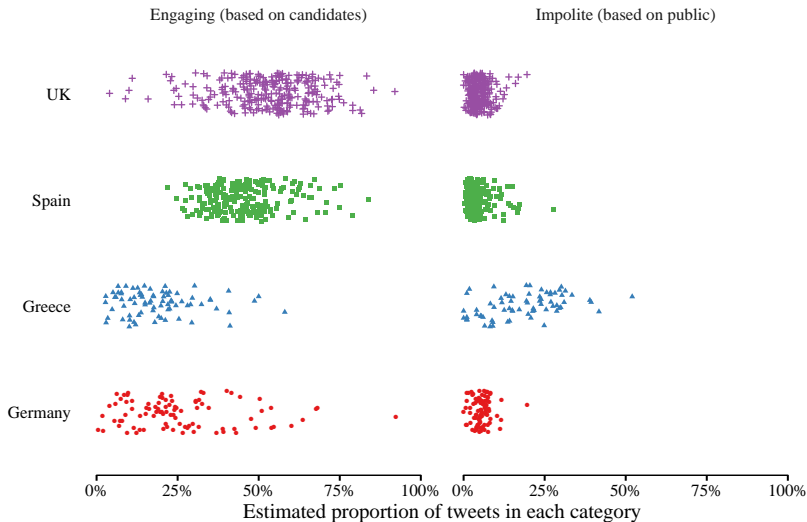 Engaging (based on candidates)
Impolite (based on public)
UK
Spain
Greece
Germany
0% 25% 50% 75% 100% 0% 25% 50% 75% 100%
Estimated proportion of tweets in each category